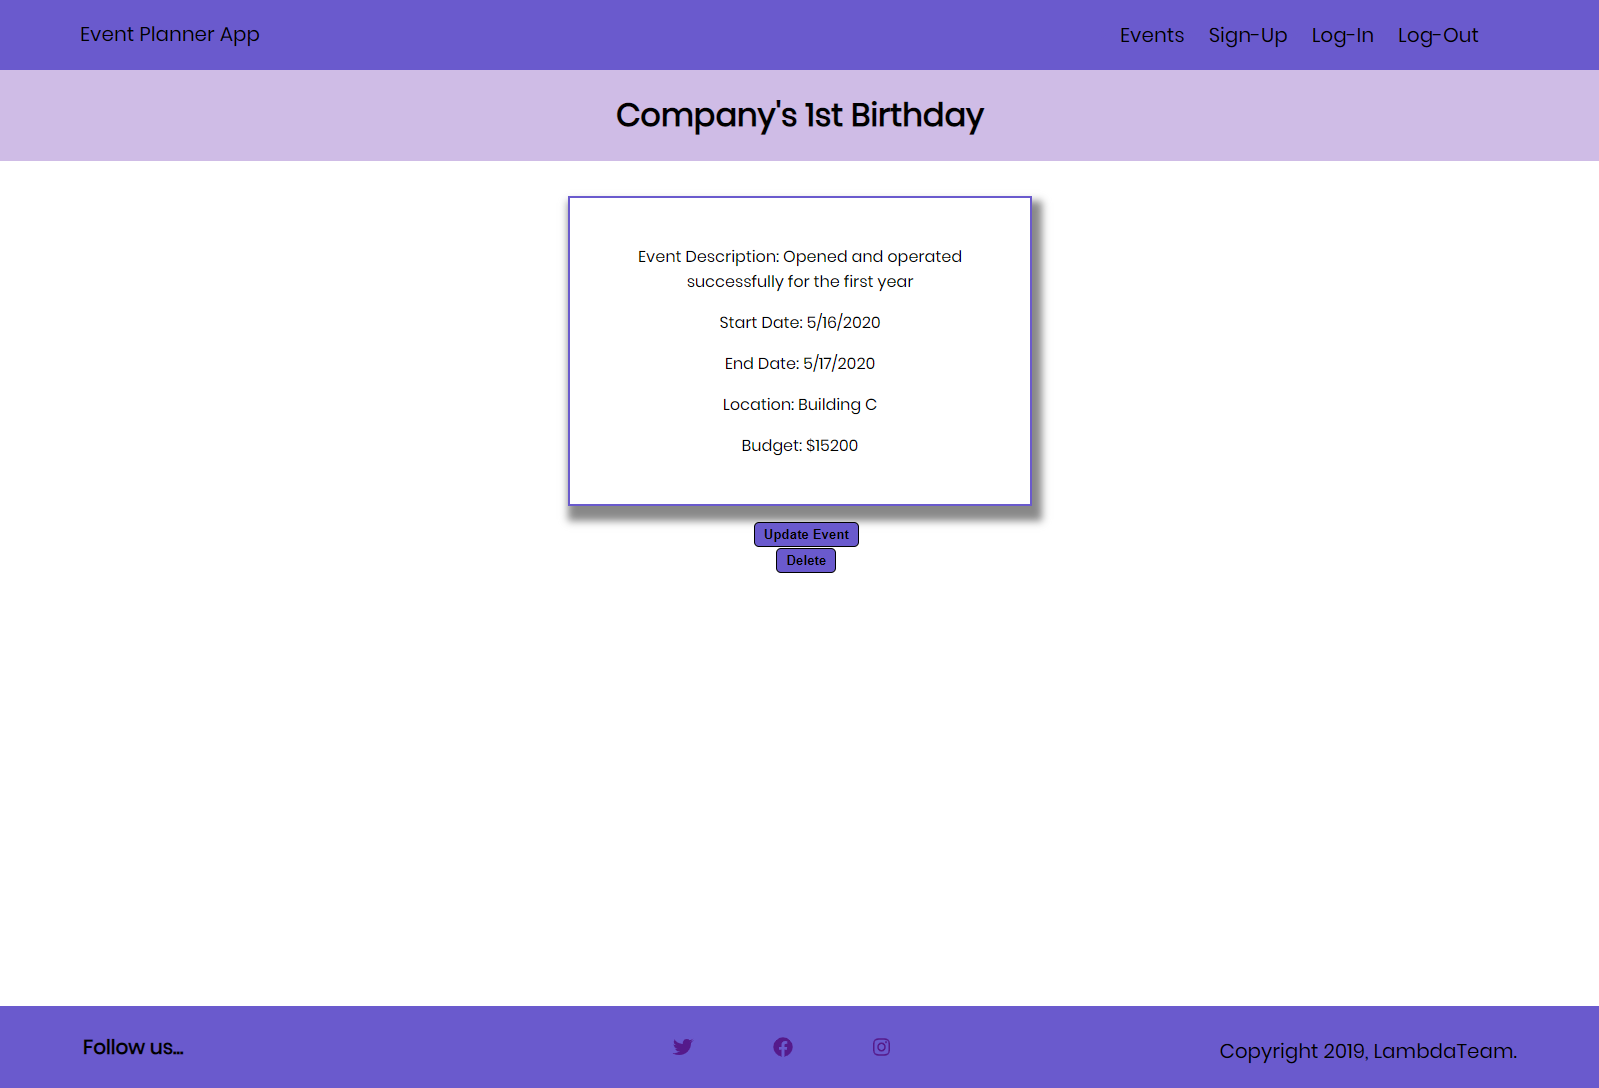 Event Planner App
Events Sign-Up Log-In Log-Out
Company's 1st Birthday
Event Description: Opened and operated
successfully for the first year
Start Date: 5/16/2020
End Date: 5/17/2020
Location: Building C
Budget: $15200
Update Event
Delete
Follow us...
Copyright 2019, LambdaTeam.